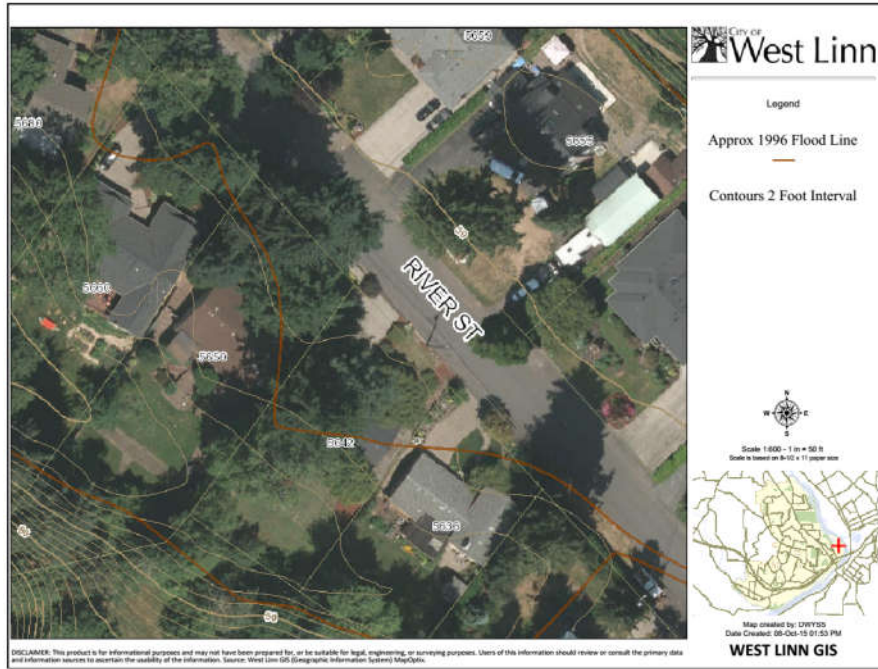 CITY OF
West Linn
Legend
Approx 1996 Flood Line
Contours 2 Foot Interval
5653
5655
5660
5650
5642
5636
RIVER ST
N
W
E
S
Scale 1:600 - 1 in = 50 ft
Scale is based on 8-1/2 x 11 paper size
Map created by: DWYSS
Date Created: 08-Oct-15 01:53 PM
WEST LINN GIS
DISCLAIMER: This product is for informational purposes and may not have been prepared for, or be suitable for legal, engineering, or surveying purposes. Users of this information should review or consult the primary data
and information sources to ascertain the usability of the information. Source: West Linn GIS (Geographic Information System) MapOptix.